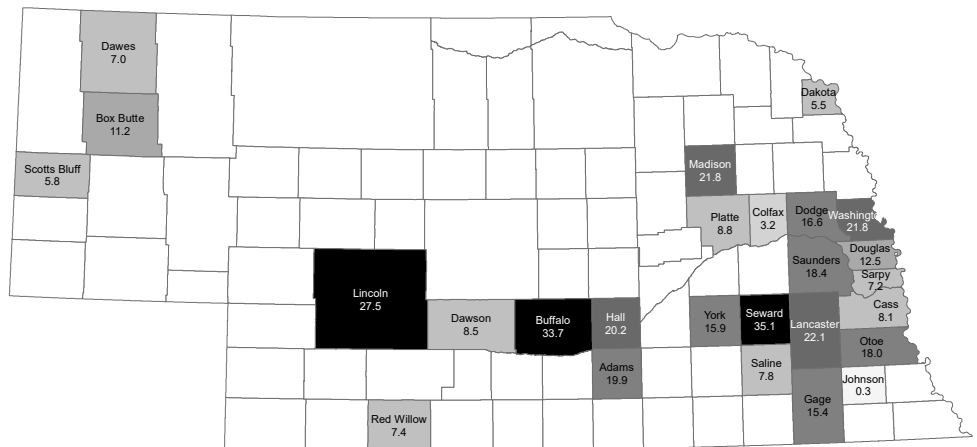 Dawes
7.0
Dakota
5.5
Box Butte
11.2
Scotts Bluff
5.8
Madison
21.8
Platte
8.8
Colfax
3.2
Dodge
16.6
Washingto
21.8
Douglas
12.5
Saunders
18.4
Sarpy
7.2
Lincoln
27.5
Dawson
8.5
Buffalo
33.7
Hall
20.2
York
15.9
Seward
35.1
Lancaster
22.1
Cass
8.1
Otoe
18.0
Adams
19.9
Saline
7.8
Johnson
0.3
Gage
15.4
Red Willow
7.4